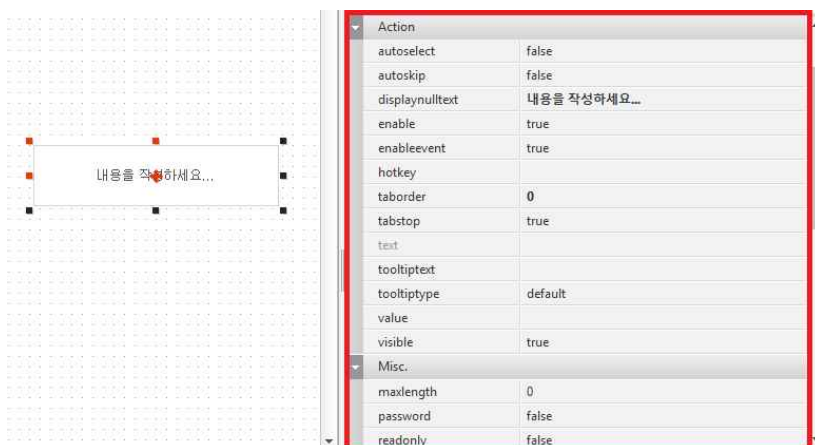 내용을 작성하세요...
Action
autoselect false
autoskip false
displaynulltext 내용을 작성하세요...
enable true
enableevent true
hotkey
taborder 0
tabstop true
text
tooltiptext
tooltiptype default
value
visible true
Misc.
maxlength 0
password false
readonly false